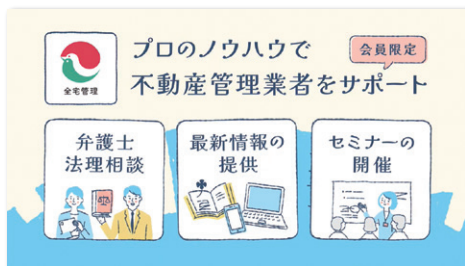 プロのノウハウで
会員限定
不動産管理業者をサポート
全宅管理
弁護士
法理相談
最新情報の
提供
セミナーの
開催